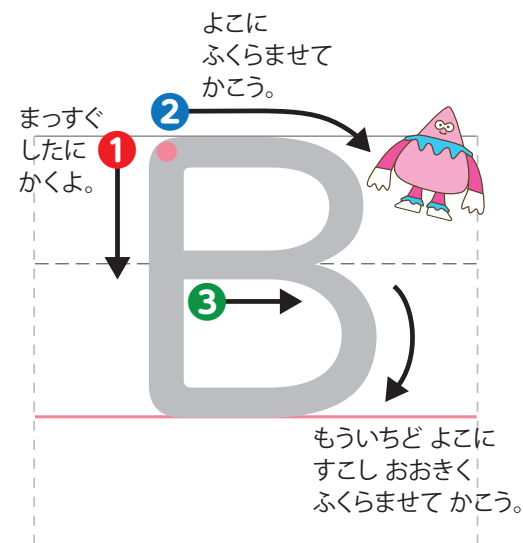 よこに
ふくらませて
かこう。
2
まっすぐ
したに
かくよ。
1
B
3
もういちど よこに
すこし おおきく
ふくらませて かこう。